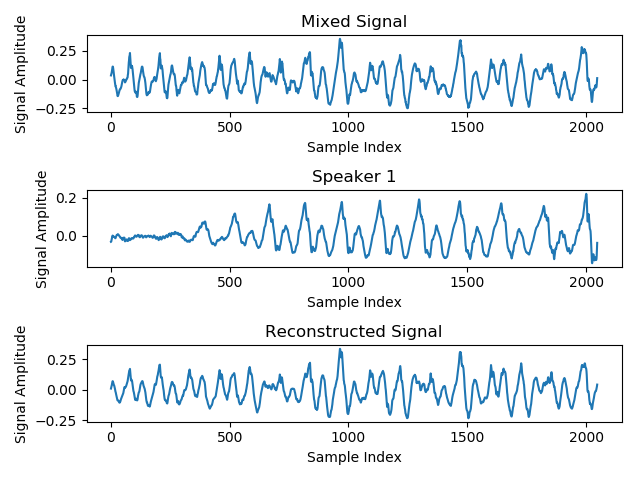 Mixed Signal
Signal Amplitude
0.25
0.00
−0.25
0 500 1000 1500 2000
Sample Index
Speaker 1
Signal Amplitude
0.2
0.0
0 500 1000 1500 2000
Sample Index
Reconstructed Signal
Signal Amplitude
0.25
0.00
−0.25
0 500 1000 1500 2000
Sample Index